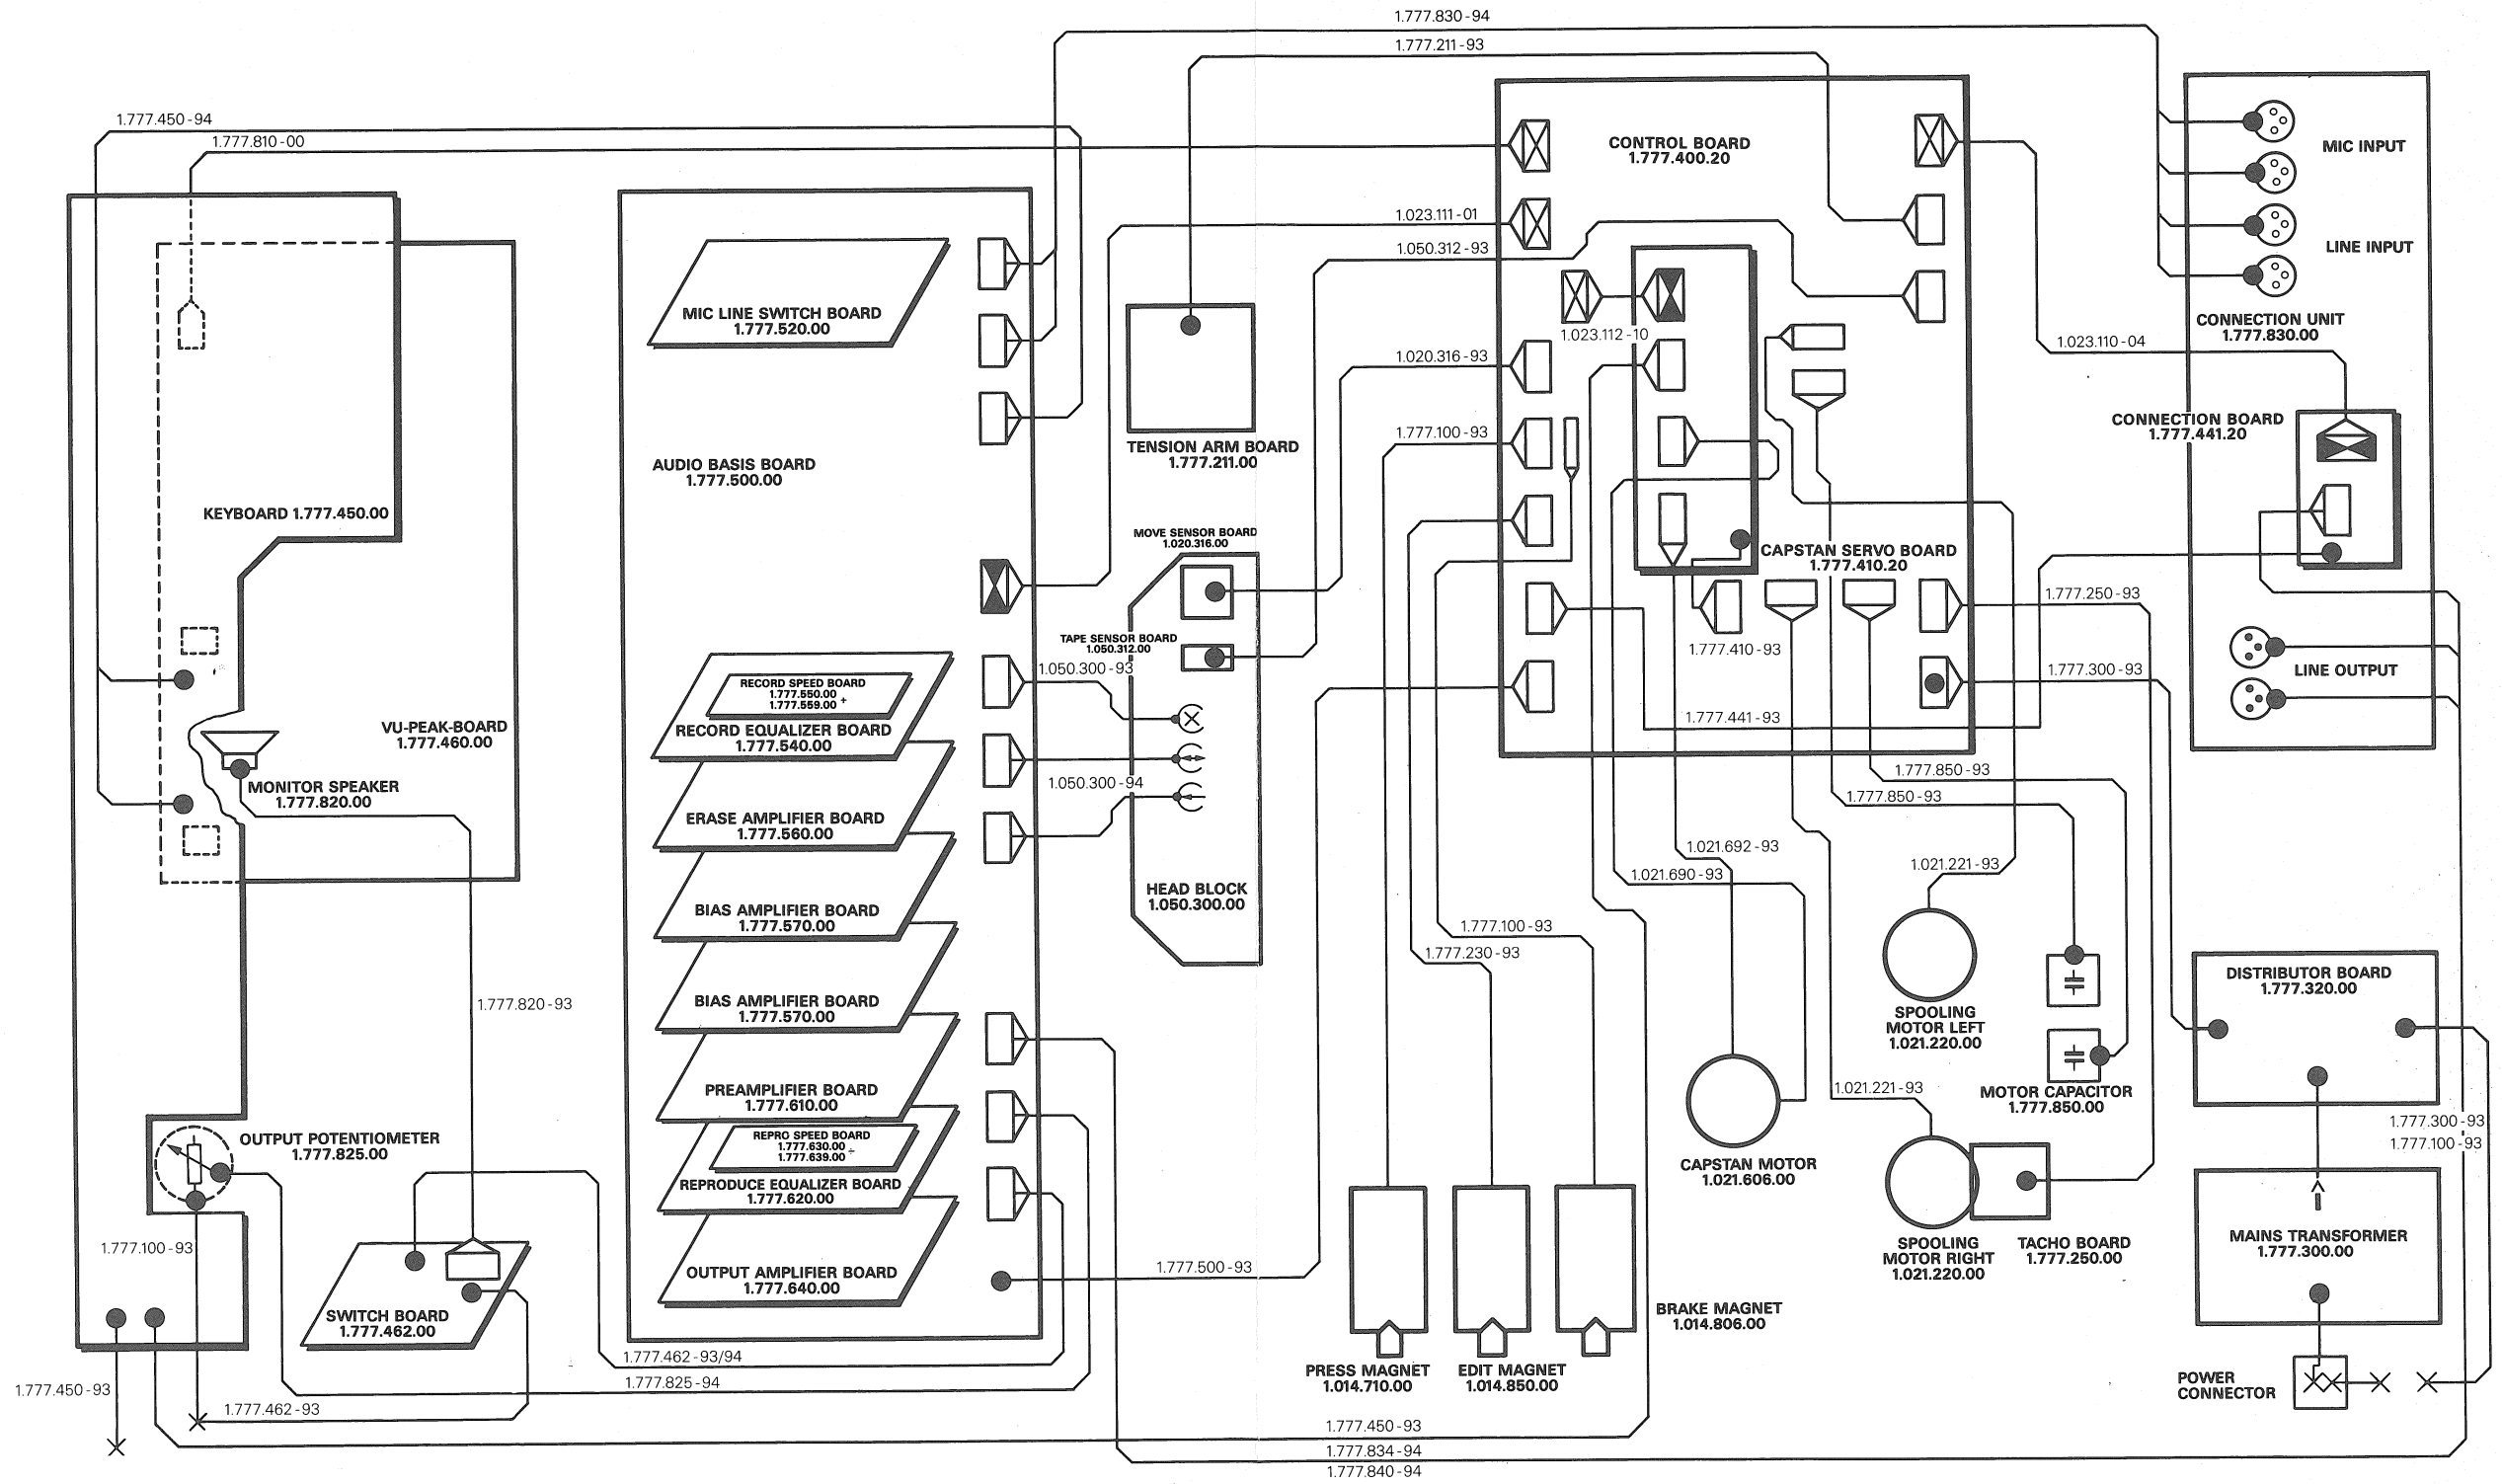 1.777.830-94
1.777.211-93
1.777.450-94
1.777.810-00
CONTROL BOARD
1.777.400.20
MIC INPUT
1.023.111-01
LINE INPUT
1.050.312-93
MIC LINE SWITCH BOARD
1.777.520.00
CONNECTION UNIT
1.777.830.00
1.023.112-10
1.023.110-04
1.020.316-93
CONNECTION BOARD
1.777.441.20
1.777.100-93
TENSION ARM BOARD
1.777.211.00
AUDIO BASIS BOARD
1.777.500.00
KEYBOARD 1.777.450.00
MOVE SENSOR BOARD
1.020.316.00
CAPSTAN SERVO BOARD
1.777.410.20
1.777.250-93
TAPE SENSOR BOARD
1.050.312.00
1.777.410-93
1.050.300-93
1.777.300-93
LINE OUTPUT
RECORD SPEED BOARD
1.777.550.00
1.777.559.00 +
RECORD EQUALIZER BOARD
1.777.540.00
1.777.441-93
VU-PEAK-BOARD
1.777.460.00
1.777.850-93
MONITOR SPEAKER
1.777.820.00
1.050.300-94
1.777.850-93
ERASE AMPLIFIER BOARD
1.777.560.00
1.021.692-93
1.021.221-93
1.021.690-93
HEAD BLOCK
1.050.300.00
BIAS AMPLIFIER BOARD
1.777.570.00
1.777.100-93
1.777.230-93
DISTRIBUTOR BOARD
1.777.320.00
1.777.820-93
BIAS AMPLIFIER BOARD
1.777.570.00
SPOOLING
MOTOR LEFT
1.021.220.00
PREAMPLIFIER BOARD
1.777.610.00
1.021.221-93
MOTOR CAPACITOR
1.777.850.00
1.777.300-93
1.777.100-93
OUTPUT POTENTIOMETER
1.777.825.00
REPRO SPEED BOARD
1.777.630.00
1.777.639.00 +
REPRODUCE EQUALIZER BOARD
1.777.620.00
CAPSTAN MOTOR
1.021.606.00
1.777.100-93
SPOOLING
MOTOR RIGHT
1.021.220.00
TACHO BOARD
1.777.250.00
MAINS TRANSFORMER
1.777.300.00
1.777.500-93
OUTPUT AMPLIFIER BOARD
1.777.640.00
SWITCH BOARD
1.777.462.00
BRAKE MAGNET
1.014.806.00
1.777.462-93/94
PRESS MAGNET
1.014.710.00
EDIT MAGNET
1.014.850.00
POWER
CONNECTOR
1.777.825-94
1.777.450-93
1.777.462-93
1.777.450-93
1.777.834-94
1.777.840-94